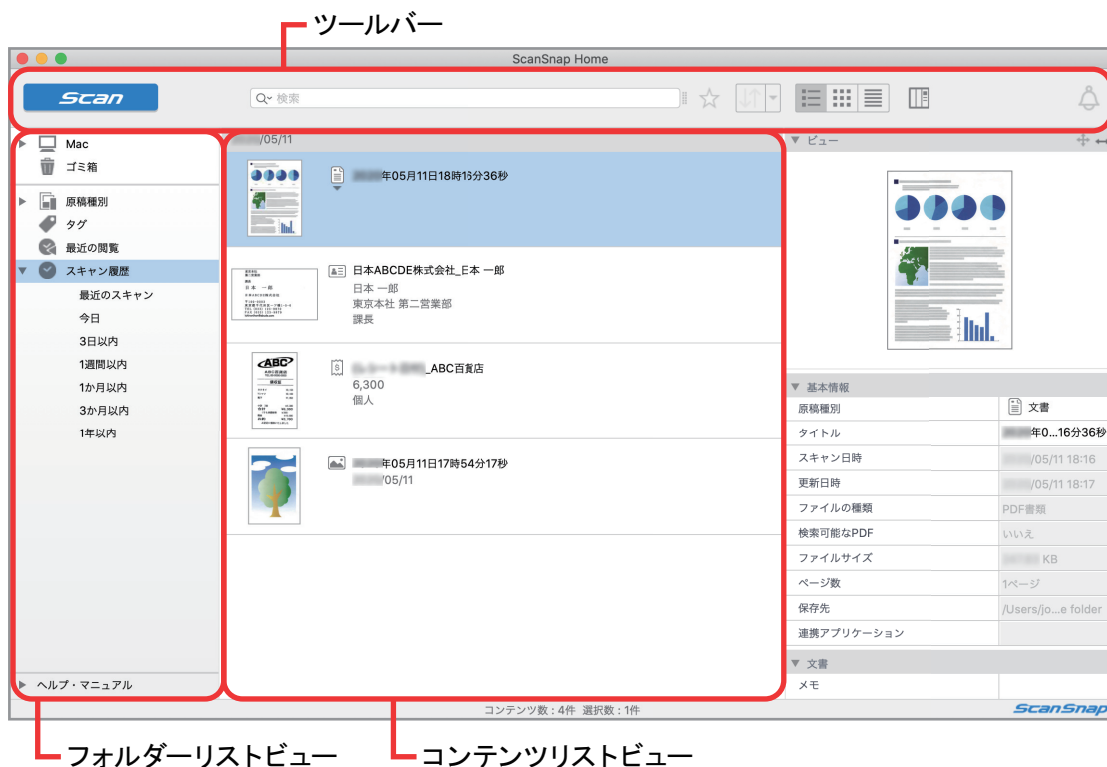 ツールバー
ScanSnap Home
Scan
検索
Mac
ゴミ箱
原稿種別
タグ
最近の閲覧
スキャン履歴
最近のスキャン
今日
3日以内
1週間以内
1か月以内
3か月以内
1年以内
ヘルプ・マニュアル
/05/11
年05月11日18時16分36秒
日本ABCDE株式会社_日本 一郎
日本 一郎
東京本社 第二営業部
課長
日本 一郎
ABC
領収証
_ABC百貨店
6,300
個人
年05月11日17時54分17秒
/05/11
ビュー
基本情報
原稿種別 文書
タイトル 年0...16分36秒
スキャン日時 /05/11 18:16
更新日時 /05/11 18:17
ファイルの種類 PDF書類
検索可能なPDF いいえ
ファイルサイズ KB
ページ数 1ページ
保存先 /Users/jo...e folder
連携アプリケーション
文書
メモ
コンテンツ数：4件 選択数：1件
ScanSnap
フォルダーリストビュー
コンテンツリストビュー